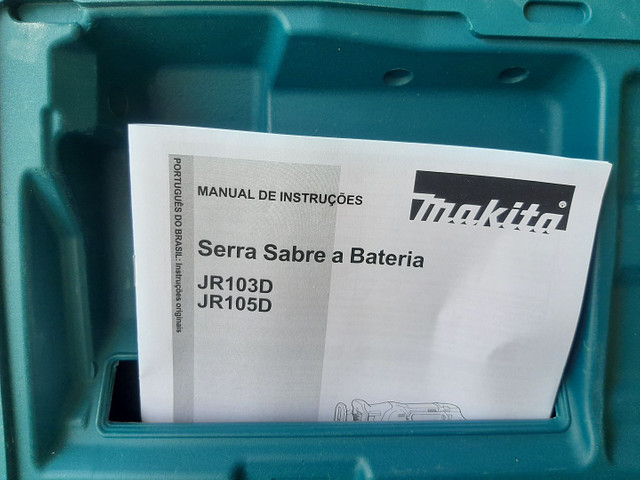 PORTUGUÊS DO BRASIL: Instruções originais
MANUAL DE INSTRUÇÕES
makita®
Serra Sabre a Bateria
JR103D
JR105D